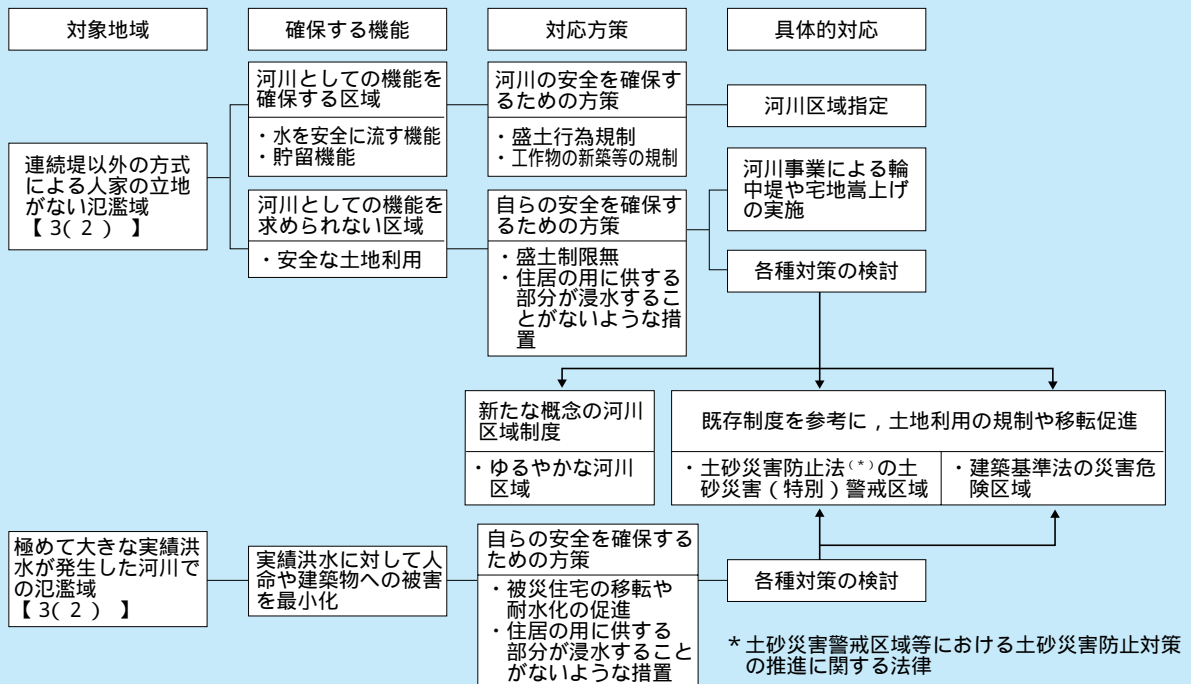 対象地域
確保する機能
対応方策
具体的対応
連続堤以外の方式
による人家の立地
がない氾濫域
【 3( 2 ) 】
河川としての機能を
確保する区域
・水を安全に流す機能
・貯留機能
河川の安全を確保す
るための方策
・盛土行為規制
・工作物の新築等の規制
河川区域指定
河川としての機能を
求められない区域
・安全な土地利用
自らの安全を確保す
るための方策
・盛土制限無
・住居の用に供する
部分が浸水するこ
とがないような措
置
河川事業による輪
中堤や宅地嵩上げ
の実施
各種対策の検討
新たな概念の河川
区域制度
・ゆるやかな河川
区域
既存制度を参考に，土地利用の規制や移転促進
・土砂災害防止法(*)の土
砂災害（特別）警戒区域
・建築基準法の災害危
険区域
極めて大きな実績洪
水が発生した河川で
の氾濫域
【 3( 2 ) 】
実績洪水に対して人
命や建築物への被害
を最小化
自らの安全を確保する
ための方策
・被災住宅の移転や
耐水化の促進
・住居の用に供する
部分が浸水すること
がないような措置
各種対策の検討
*土砂災害警戒区域等における土砂災害防止対策
の推進に関する法律